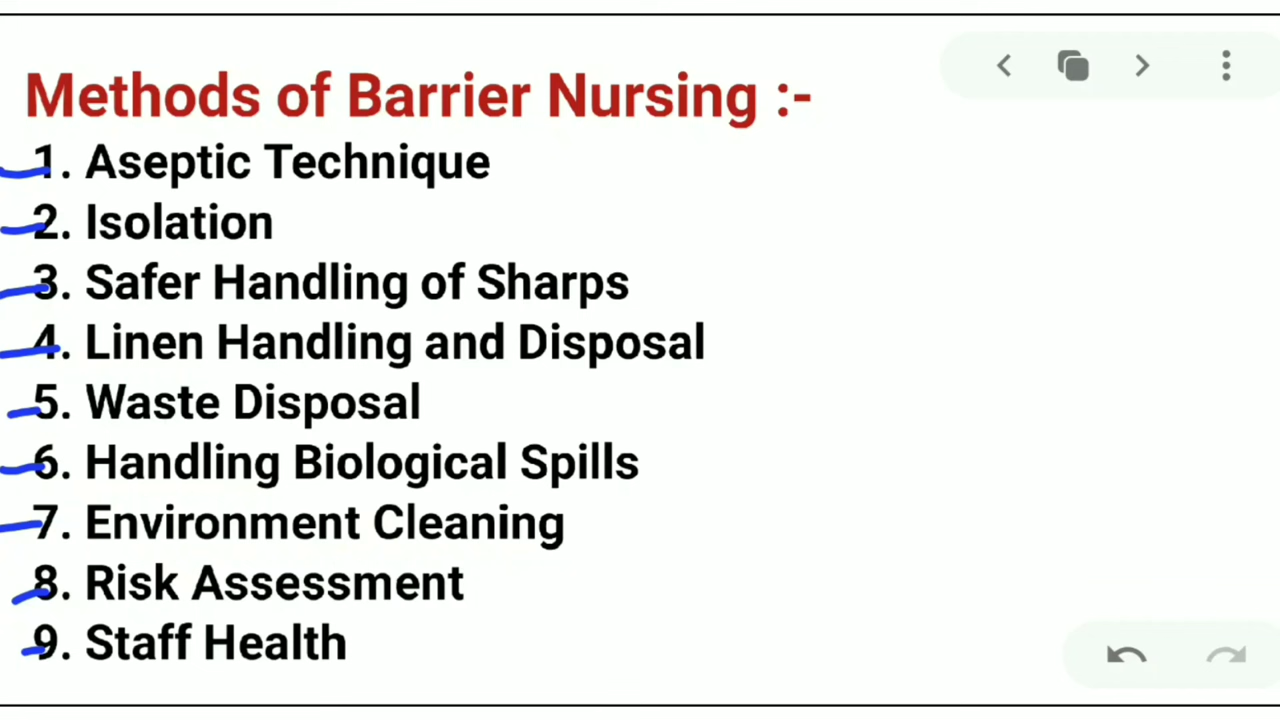 Methods of Barrier Nursing :-
1. Aseptic Technique
2. Isolation
3. Safer Handling of Sharps
4. Linen Handling and Disposal
5. Waste Disposal
6. Handling Biological Spills
7. Environment Cleaning
8. Risk Assessment
9. Staff Health